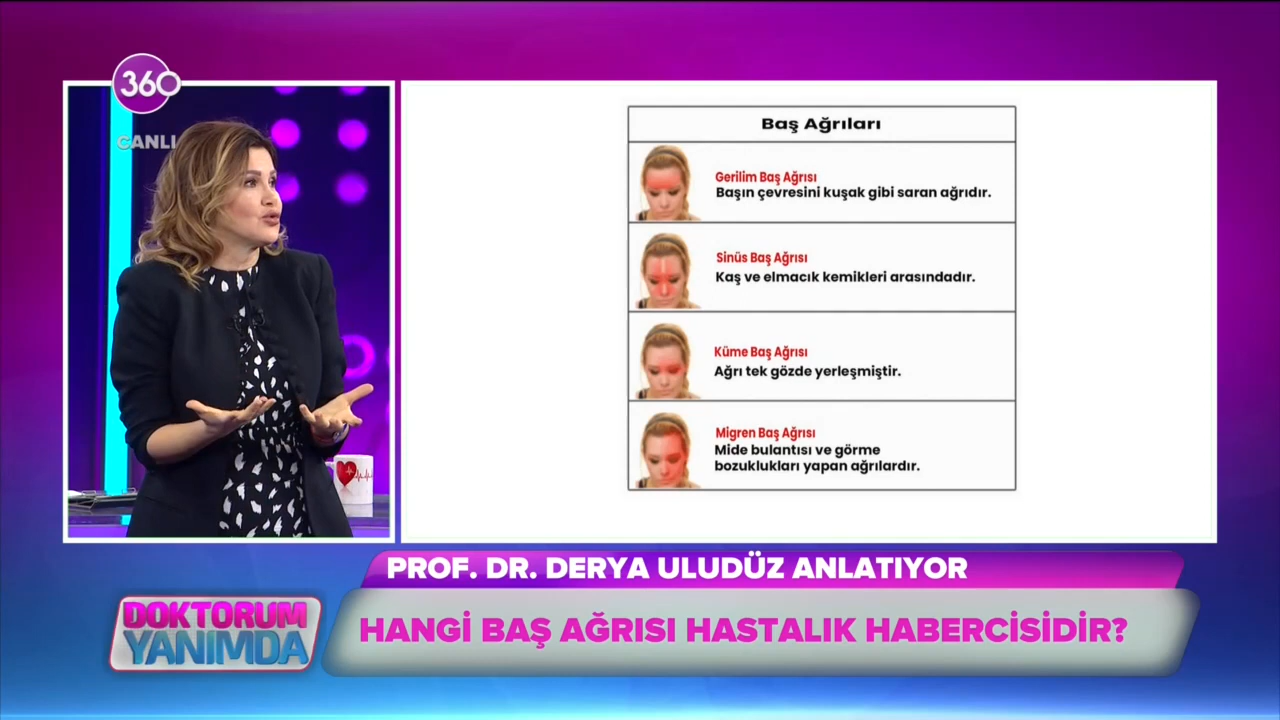 360
CANLI
Baş Ağrıları
Gerilim Baş Ağrısı
Başın çevresini kuşak gibi saran ağrıdır.
Sinüs Baş Ağrısı
Kaş ve elmacık kemikleri arasındadır.
Küme Baş Ağrısı
Ağrı tek gözde yerleşmiştir.
Migren Baş Ağrısı
Mide bulantısı ve görme
bozuklukları yapan ağrılardır.
PROF. DR. DERYA ULUDÜZ ANLATIYOR
DOKTORUM
YANIMDA
HANGİ BAŞ AĞRISI HASTALIK HABERCİSİDİR?